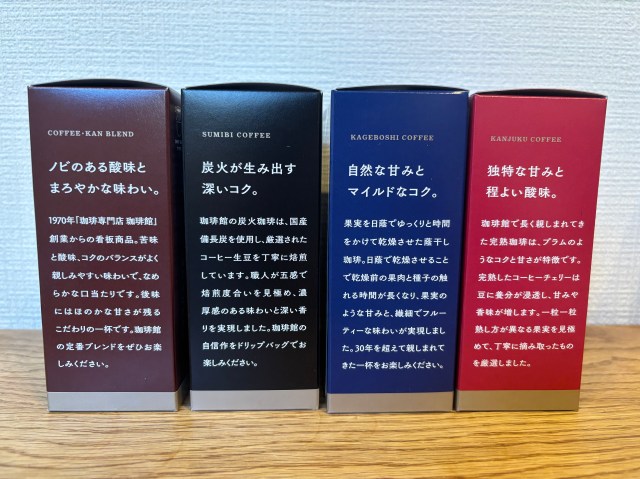 COFFEE-KAN BLEND
ノビのある酸味と
まろやかな味わい。
1970年「珈琲専門店 珈琲館」
創業からの看板商品。苦味
と酸味、コクのバランスがよく
親しみやすい味わいで、なめ
らかな口当たりです。後味
にはほのかな甘さが残る
こだわりの一杯です。珈琲館
の定番ブレンドをぜひお楽
しみください。
SUMIBI COFFEE
炭火が生み出す
深いコク。
珈琲館の炭火珈琲は、国産
備長炭を使用し、厳選された
コーヒー生豆を丁寧に焙煎
しています。職人が五感で
焙煎度合いを見極め、濃
厚感のある味わいと深い香
りを実現しました。珈琲館の
自信作をドリップバッグでお
楽しみください。
KAGEBOSHI COFFEE
自然な甘みと
マイルドなコク。
果実を日蔭でゆっくりと時間
をかけて乾燥させた蔭干し
珈琲。日蔭で乾燥させること
で乾燥前の果肉と種子の触
れる時間が長くなり、果実の
ような甘みと、繊細でフルー
ティーな味わいが実現しまし
た。30年を超えて親しまれて
きた一杯をお楽しみください。
KANJUKU COFFEE
独特な甘みと
程よい酸味。
珈琲館で長く親しまれてき
た完熟珈琲は、プラムのよう
なコクと甘さが特徴です。
完熟したコーヒーチェリーは
豆に養分が浸透し、甘みや
香味が増します。一粒一粒
熟し方が異なる果実を見極
めて、丁寧に摘み取ったもの
を厳選しました。